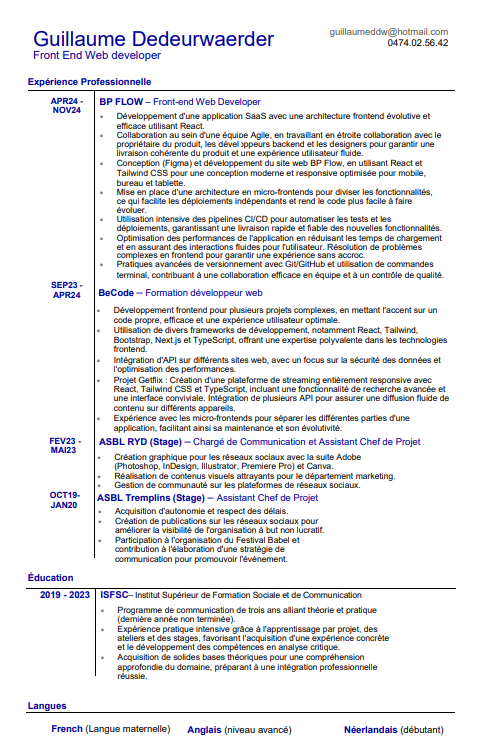 Guillaume Dedeurwaerder
Front End Web developer
guillaumeddw@hotmail.com
0474.02.56.42
Expérience Professionnelle
APR24 -
NOV24
BP FLOW – Front-end Web Developer
Développement d'une application SaaS avec une architecture frontend évolutive et
efficace utilisant React.
Collaboration au sein d'une équipe Agile, en travaillant en étroite collaboration avec le
propriétaire du produit, les développeurs backend et les designers pour garantir une
livraison cohérente du produit et une expérience utilisateur fluide.
Conception (Figma) et développement du site web BP Flow, en utilisant React et
Tailwind CSS pour une conception moderne et responsive optimisée pour mobile,
bureau et tablette.
Mise en place d'une architecture en micro-frontends pour diviser les fonctionnalités,
ce qui facilite les déploiements indépendants et rend le code plus facile à faire
évoluer.
Utilisation intensive des pipelines CI/CD pour automatiser les tests et les
déploiements, garantissant une livraison rapide et fiable des nouvelles fonctionnalités.
Optimisation des performances de l'application en réduisant les temps de chargement
et en assurant des interactions fluides pour l'utilisateur. Résolution de problèmes
complexes en frontend pour garantir une expérience sans accroc.
Pratiques avancées de versionnement avec Git/GitHub et utilisation de commandes
terminal, contribuant à une collaboration efficace en équipe et à un contrôle de qualité.
SEP23 -
APR24
BeCode – Formation développeur web
Développement frontend pour plusieurs projets complexes, en mettant l'accent sur un
code propre, efficace et une expérience utilisateur optimale.
Utilisation de divers frameworks de développement, notamment React, Tailwind,
Bootstrap, Next.js et TypeScript, offrant une expertise polyvalente dans les technologies
frontend.
Intégration d'API sur différents sites web, avec un focus sur la sécurité des données et
l'optimisation des performances.
Projet Getflix : Création d'une plateforme de streaming entièrement responsive avec
React, Tailwind CSS et TypeScript, incluant une fonctionnalité de recherche avancée et
une interface conviviale. Intégration de plusieurs API pour assurer une diffusion fluide de
contenu sur différents appareils.
Expérience avec les micro-frontends pour séparer les différentes parties d'une
application, facilitant ainsi sa maintenance et son évolutivité.
FEV23 -
MAI23
ASBL RYD (Stage) – Chargé de Communication et Assistant Chef de Projet
Création graphique pour les réseaux sociaux avec la suite Adobe
(Photoshop, InDesign, Illustrator, Premiere Pro) et Canva.
Réalisation de contenus visuels attrayants pour le département marketing.
Gestion de communauté sur les plateformes de réseaux sociaux.
OCT19-
JAN20
ASBL Tremplins (Stage) – Assistant Chef de Projet
Acquisition d'autonomie et respect des délais.
Création de publications sur les réseaux sociaux pour
améliorer la visibilité de l'organisation à but non lucratif.
Participation à l'organisation du Festival Babel et
contribution à l'élaboration d'une stratégie de
communication pour promouvoir l'événement.
Éducation
2019 - 2023
ISFSC– Institut Supérieur de Formation Sociale et de Communication
Programme de communication de trois ans alliant théorie et pratique
(dernière année non terminée).
Expérience pratique intensive grâce à l'apprentissage par projet, des
ateliers et des stages, favorisant l'acquisition d'une expérience concrète
et le développement des compétences en analyse critique.
Acquisition de solides bases théoriques pour une compréhension
approfondie du domaine, préparant à une intégration professionnelle
réussie.
Langues
French (Langue maternelle)
Anglais (niveau avancé)
Néerlandais (débutant)